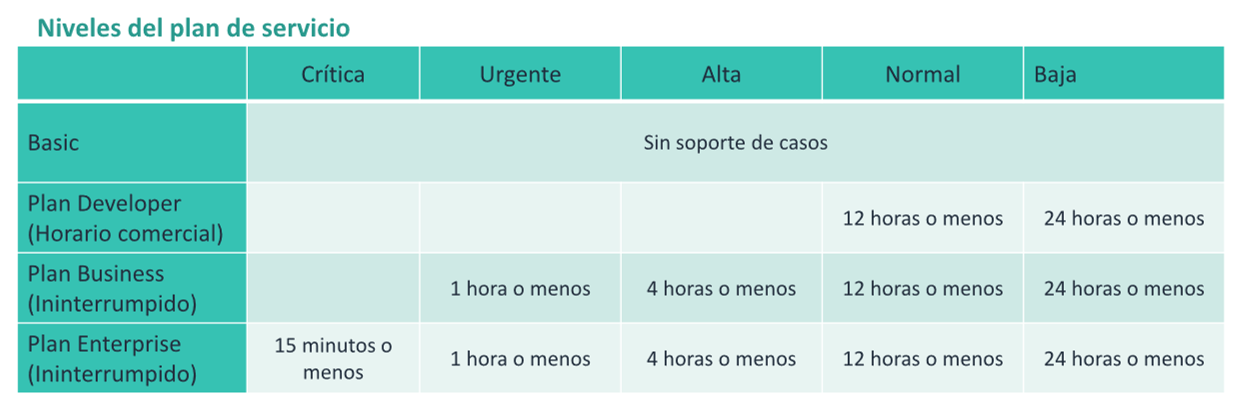 Niveles del plan de servicio
Crítica Urgente Alta Normal Baja
Basic Sin soporte de casos
Plan Developer
(Horario comercial) 12 horas o menos 24 horas o menos
Plan Business
(Ininterrumpido) 1 hora o menos 4 horas o menos 12 horas o menos 24 horas o menos
Plan Enterprise
(Ininterrumpido) 15 minutos o
menos 1 hora o menos 4 horas o menos 12 horas o menos 24 horas o menos